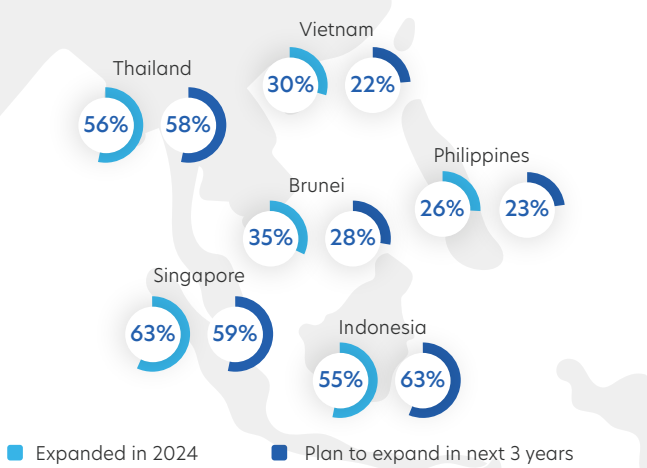 Vietnam
30% 22%
Thailand
56% 58%
Philippines
26% 23%
Brunei
35% 28%
Singapore
63% 59%
Indonesia
55% 63%
Expanded in 2024
Plan to expand in next 3 years